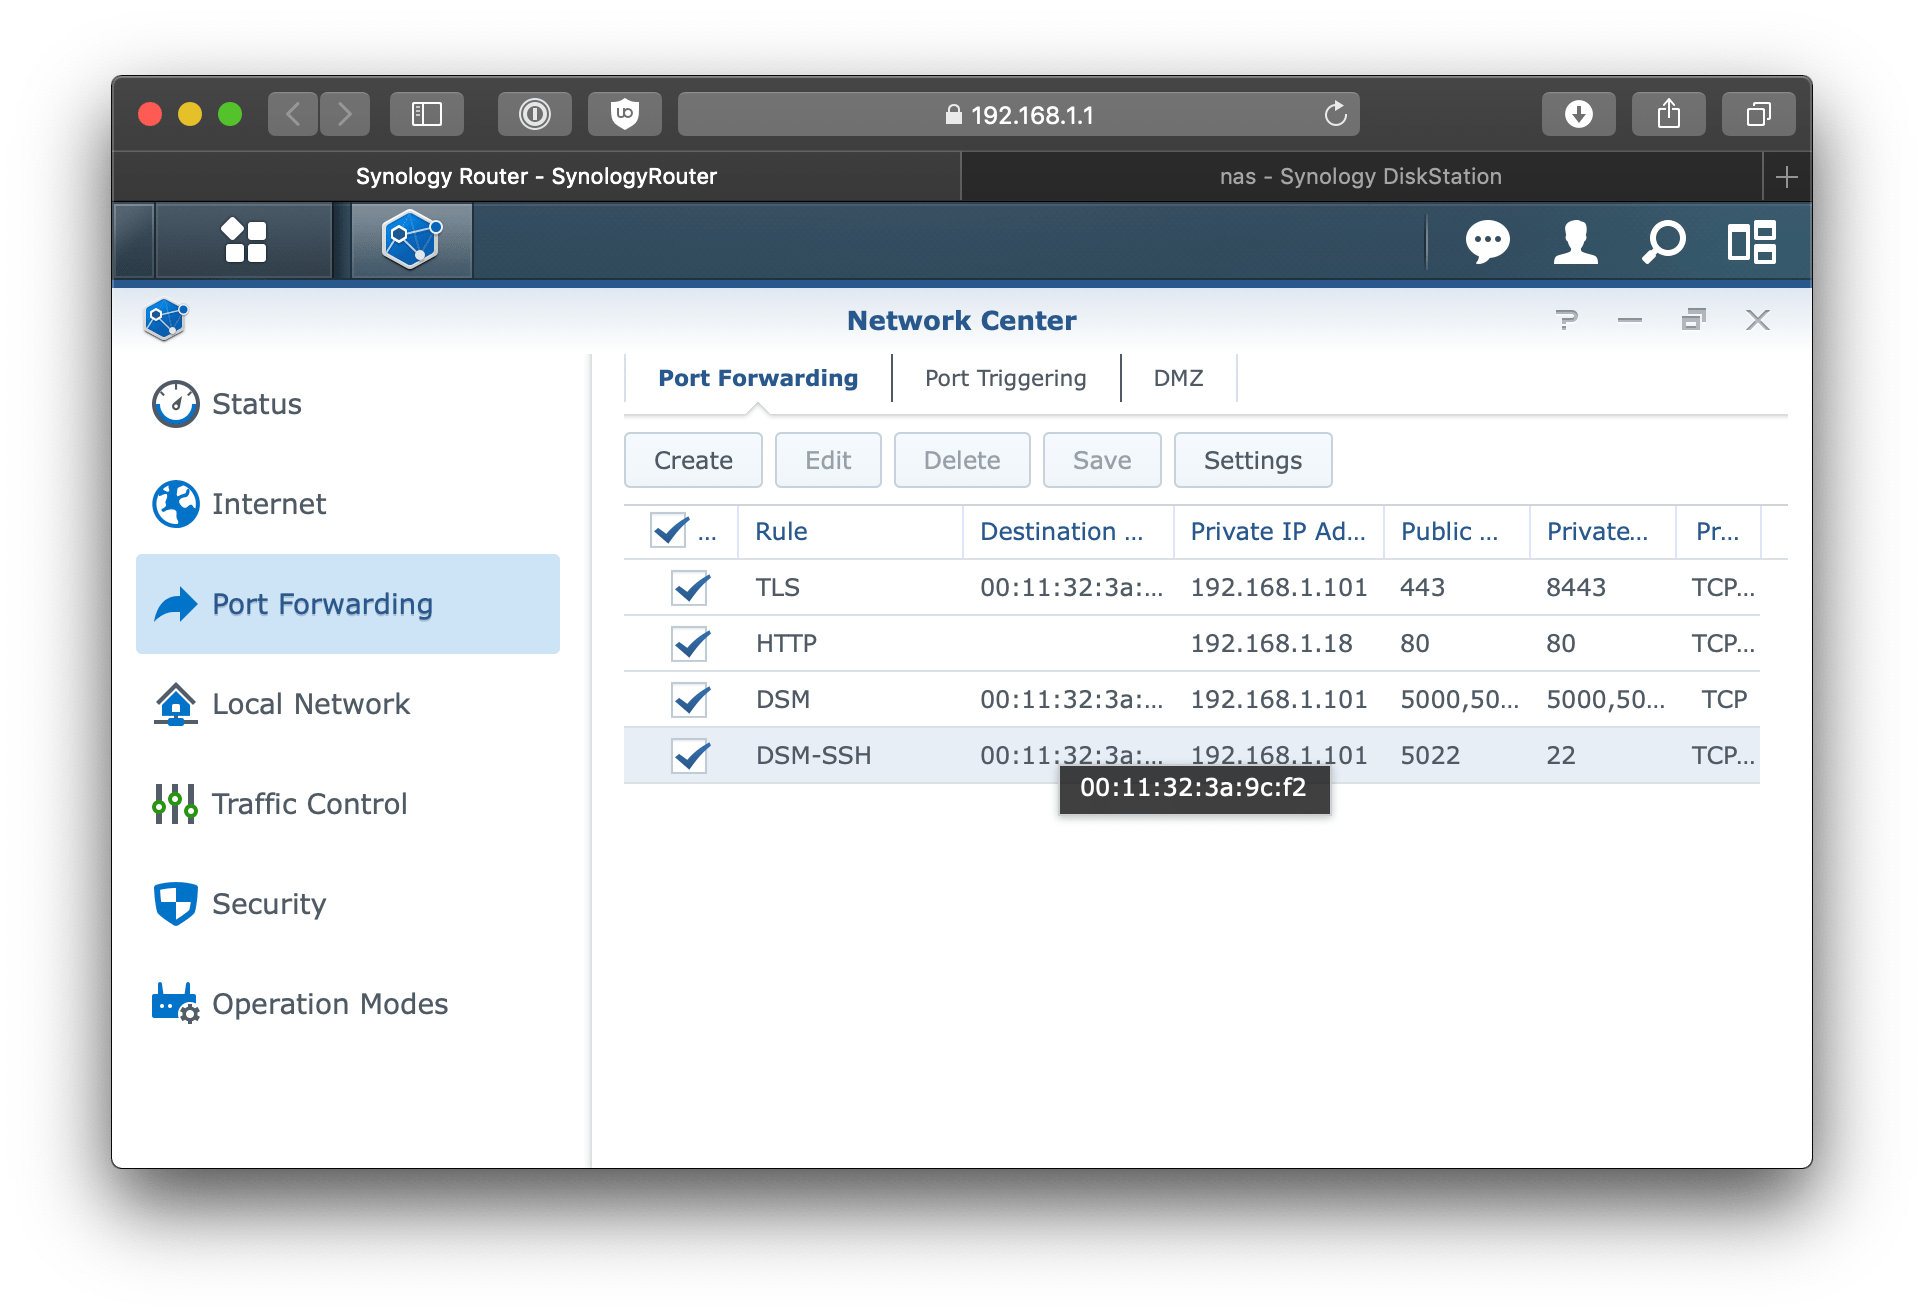 192.168.1.1
Synology Router - SynologyRouter
nas - Synology DiskStation
Network Center
Status
Internet
Port Forwarding
Local Network
Traffic Control
Security
Operation Modes
Port Forwarding Port Triggering DMZ
Create Edit Delete Save Settings
... Rule Destination ... Private IP Ad... Public ... Private... Pr...
TLS 00:11:32:3a:... 192.168.1.101 443 8443 TCP...
HTTP 192.168.1.18 80 80 TCP...
DSM 00:11:32:3a:... 192.168.1.101 5000,50... 5000,50... TCP
DSM-SSH 00:11:32:3a:... 192.168.1.101 5022 22 TCP...
00:11:32:3a:9c:f2